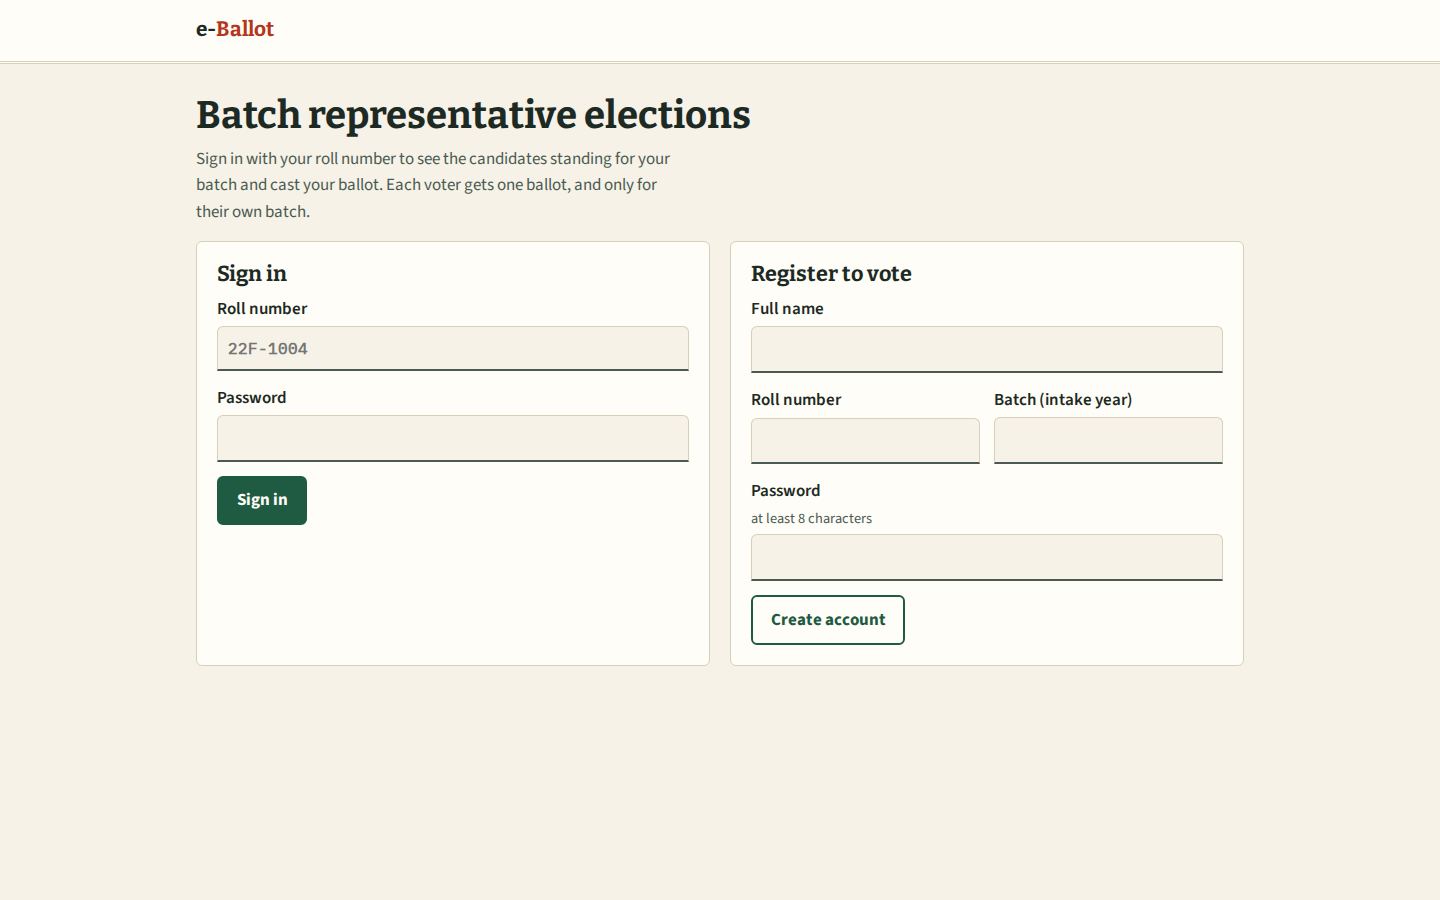 e-Ballot
Batch representative elections
Sign in with your roll number to see the candidates standing for your
batch and cast your ballot. Each voter gets one ballot, and only for
their own batch.
Sign in
Roll number
22F-1004
Password
Sign in
Register to vote
Full name
Roll number
Batch (intake year)
Password
at least 8 characters
Create account